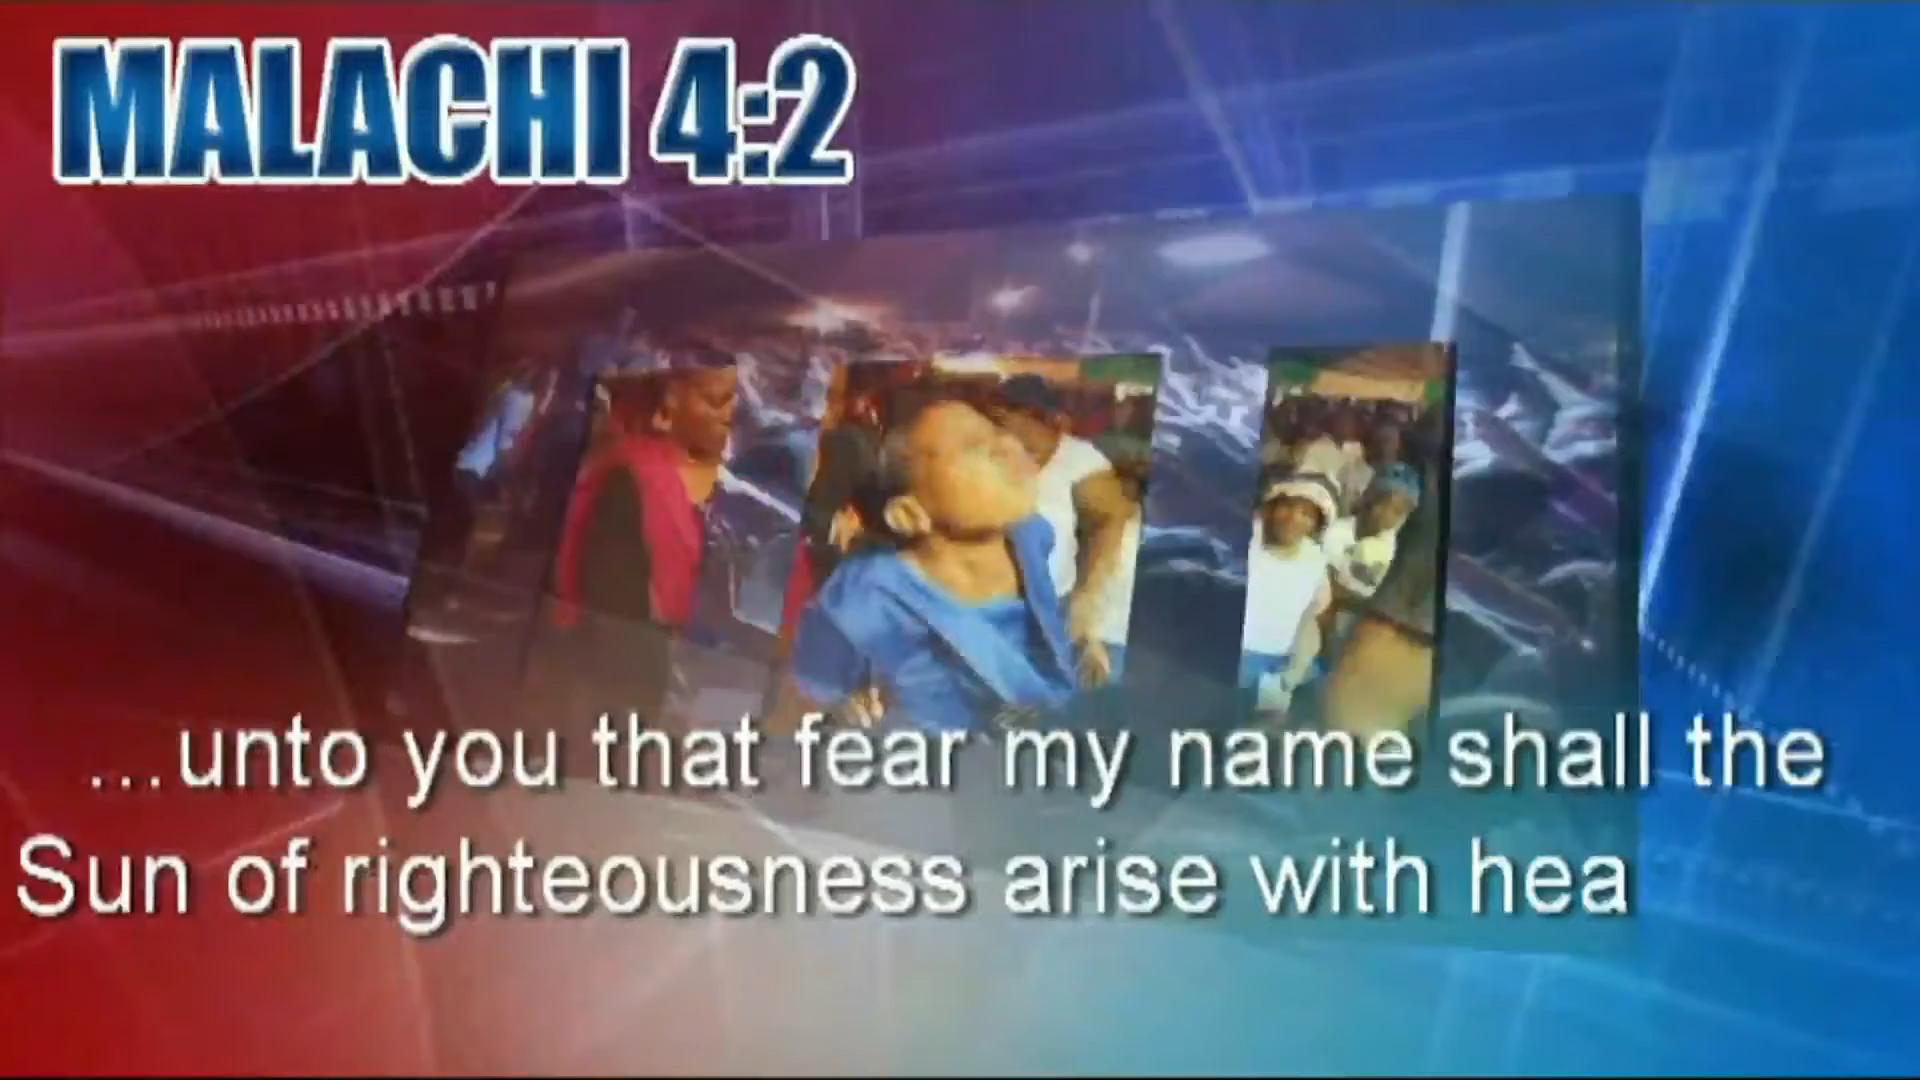 MALACHI 4:2
...unto you that fear my name shall the
Sun of righteousness arise with hea